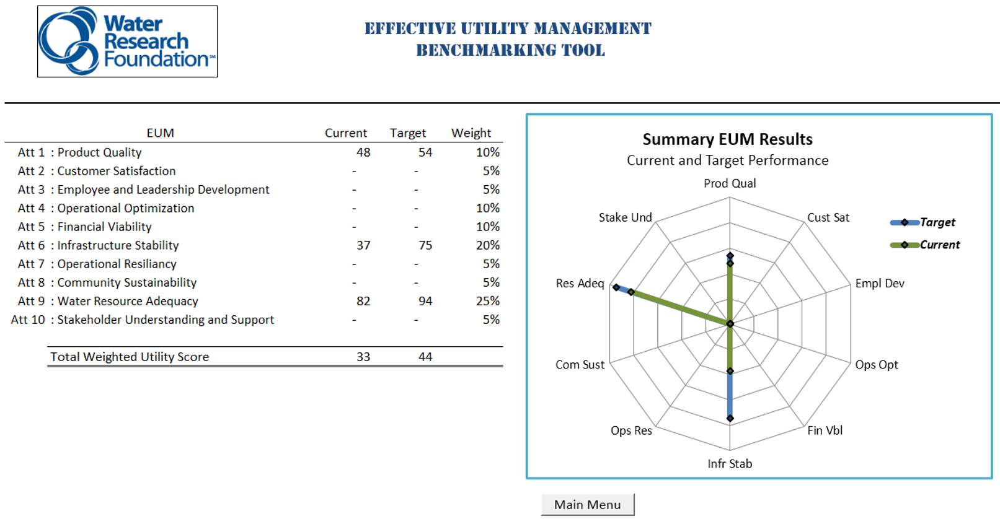 Water
Research
Foundation℠
EFFECTIVE UTILITY MANAGEMENT
BENCHMARKING TOOL
EUM Current Target Weight
Att 1 : Product Quality 48 54 10%
Att 2 : Customer Satisfaction - - 5%
Att 3 : Employee and Leadership Development - - 5%
Att 4 : Operational Optimization - - 10%
Att 5 : Financial Viability - - 10%
Att 6 : Infrastructure Stability 37 75 20%
Att 7 : Operational Resiliancy - - 5%
Att 8 : Community Sustainability - - 5%
Att 9 : Water Resource Adequacy 82 94 25%
Att 10 : Stakeholder Understanding and Support - - 5%
Total Weighted Utility Score 33 44
Summary EUM Results
Current and Target Performance
Prod Qual
Stake Und
Cust Sat
Target
Current
Res Adeq
Empl Dev
Com Sust
Ops Opt
Ops Res
Fin Vbl
Infr Stab
Main Menu